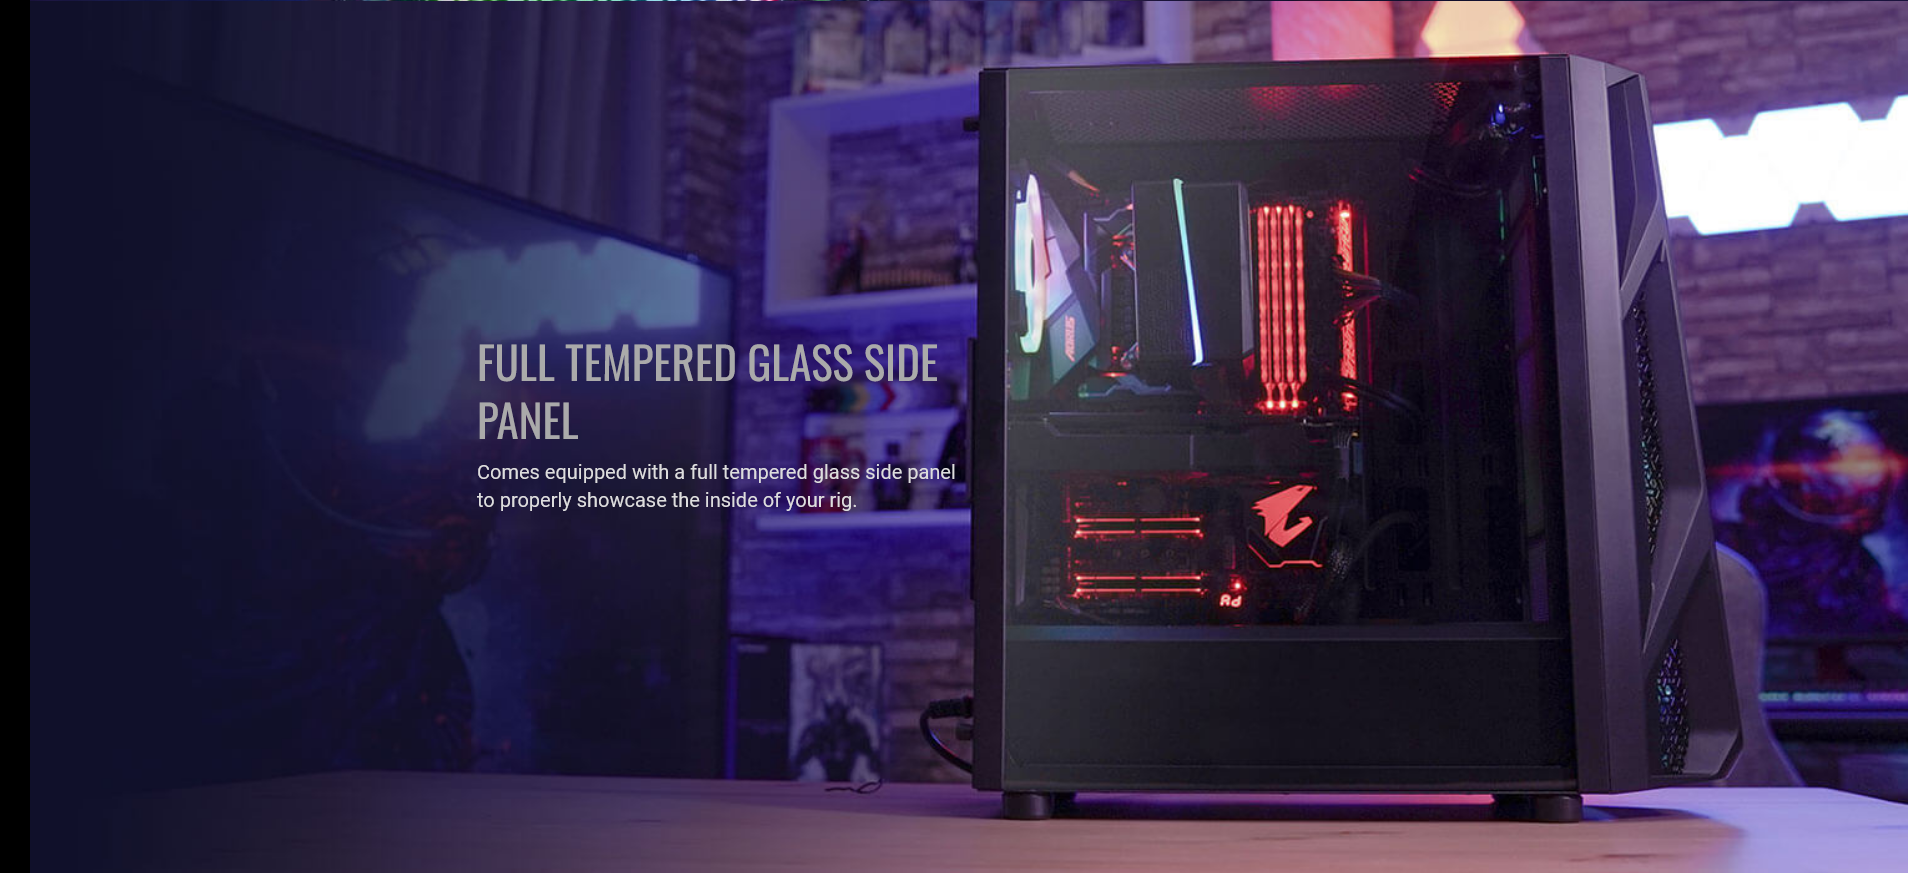 FULL TEMPERED GLASS SIDE
PANEL
Comes equipped with a full tempered glass side panel
to properly showcase the inside of your rig.
AORUS